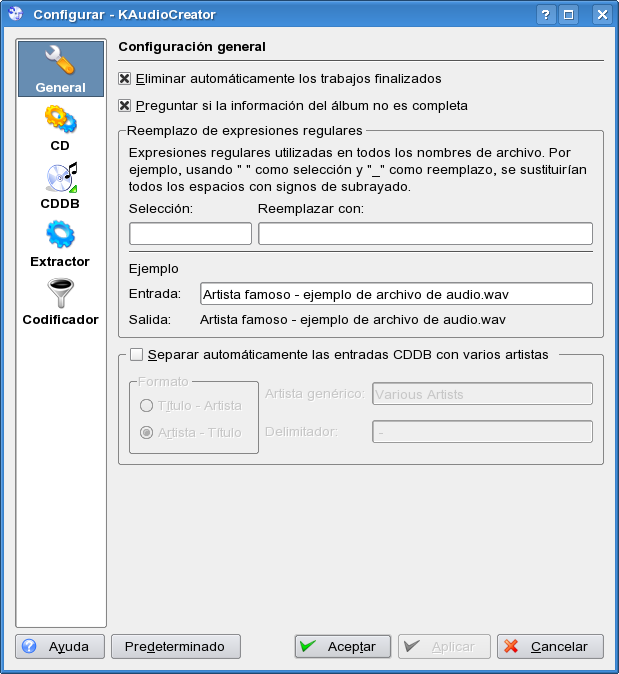 Configurar - KAudioCreator
General
CD
CDDB
Extractor
Codificador
Configuración general
Eliminar automáticamente los trabajos finalizados
Preguntar si la información del álbum no es completa
Reemplazo de expresiones regulares
Expresiones regulares utilizadas en todos los nombres de archivo. Por
ejemplo, usando " " como selección y "_" como reemplazo, se sustituirían
todos los espacios con signos de subrayado.
Selección: Reemplazar con:
Ejemplo
Entrada: Artista famoso - ejemplo de archivo de audio.wav
Salida: Artista famoso - ejemplo de archivo de audio.wav
Separar automáticamente las entradas CDDB con varios artistas
Formato
Título - Artista
Artista - Título
Artista genérico: Various Artists
Delimitador: -
Ayuda Predeterminado Aceptar Aplicar Cancelar